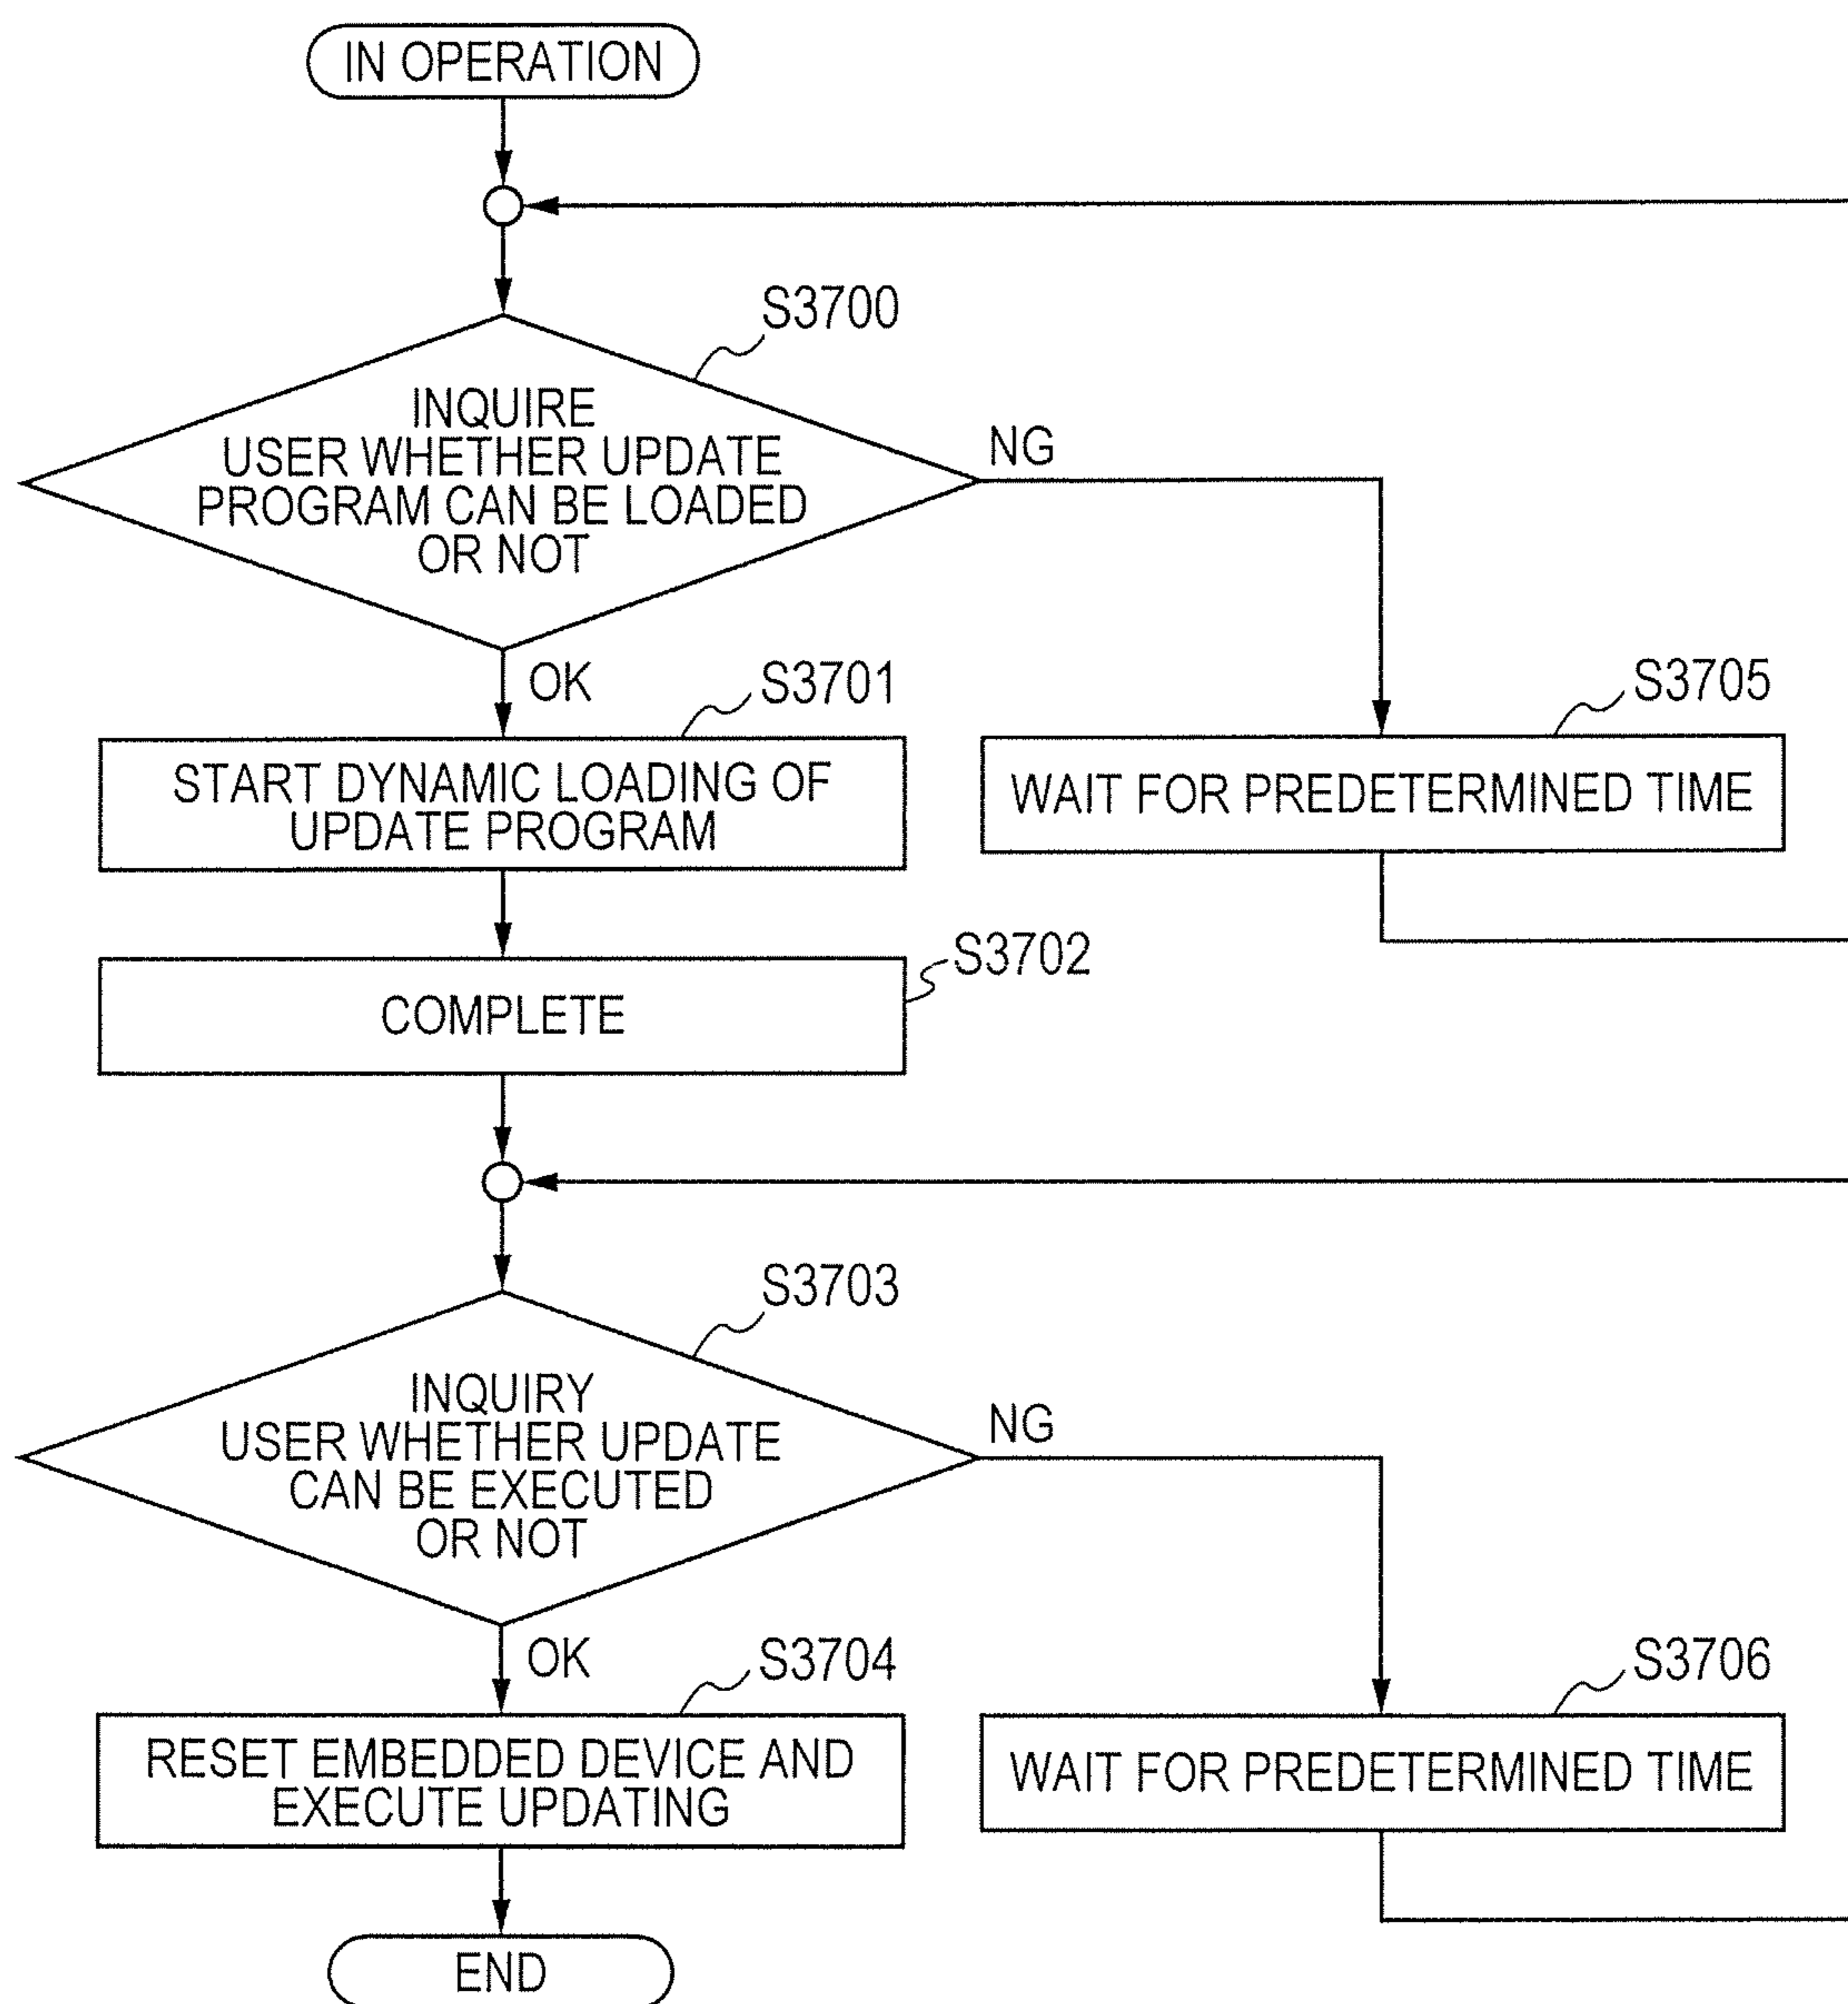 IN OPERATION
S3700
INQUIRE
USER WHETHER UPDATE
PROGRAM CAN BE LOADED
OR NOT
NG
OK
S3701
START DYNAMIC LOADING OF
UPDATE PROGRAM
S3705
WAIT FOR PREDETERMINED TIME
S3702
COMPLETE
S3703
INQUIRY
USER WHETHER UPDATE
CAN BE EXECUTED
OR NOT
NG
OK
S3704
RESET EMBEDDED DEVICE AND
EXECUTE UPDATING
S3706
WAIT FOR PREDETERMINED TIME
END